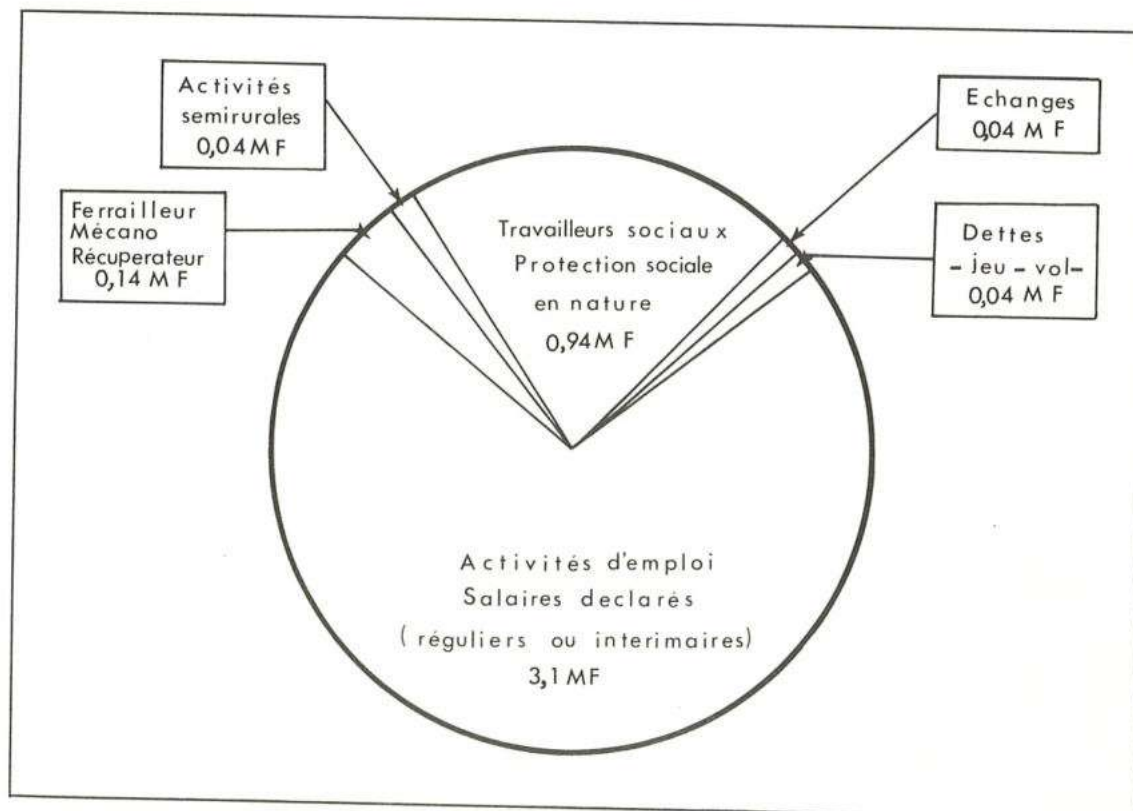 Activités
semirurales
0,04 M F
Ferrailleur
Mécano
Récuperateur
0,14 M F
Travailleurs sociaux
Protection sociale
en nature
0,94 M F
Echanges
0,04 M F
Dettes
- jeu - vol-
0,04 M F
Activités d'emploi
Salaires declarés
( réguliers ou interimaires)
3,1 MF